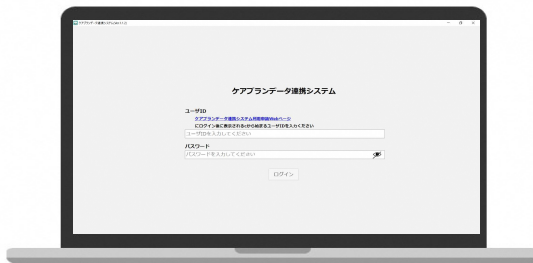 ケアプランデータ連携システム
ユーザID
ケアプランデータ連携システム利用申請Webページ
にログイン後に表示されるcから始まるユーザIDを入力ください
ユーザIDを入力してください
パスワード
パスワードを入力してください
ログイン